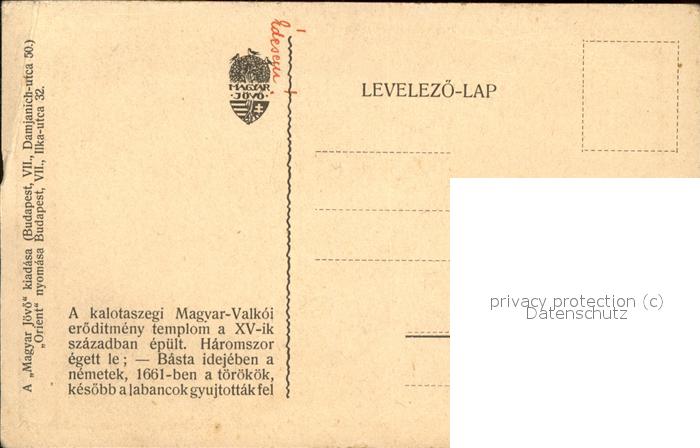 A „Magyar Jövő“ kiadása (Budapest, VII., Damjanich-utca 50.)
„Orient“ nyomása Budapest, VII., Ilka-utca 32.
Édesem!
MAGYAR
·JÖVŐ·
LEVELEZŐ-LAP
A kalotaszegi Magyar-Valkói
erőditmény templom a XV-ik
században épült. Háromszor
égett le; — Básta idejében a
németek, 1661-ben a törökök,
később a labancok gyujtották fel
privacy protection (c)
Datenschutz